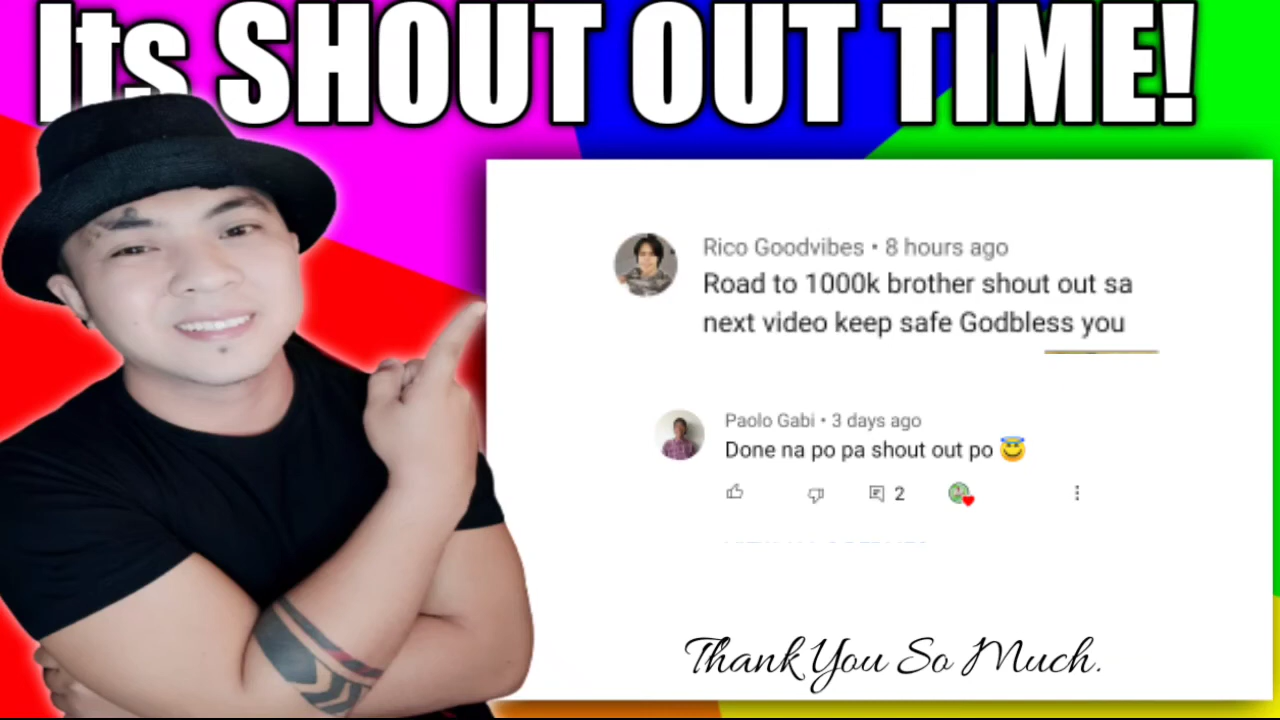 Its SHOUT OUT TIME!
Rico Goodvibes • 8 hours ago
Road to 1000k brother shout out sa
next video keep safe Godbless you
Paolo Gabi • 3 days ago
Done na po pa shout out po 😇
2
Thank You So Much.